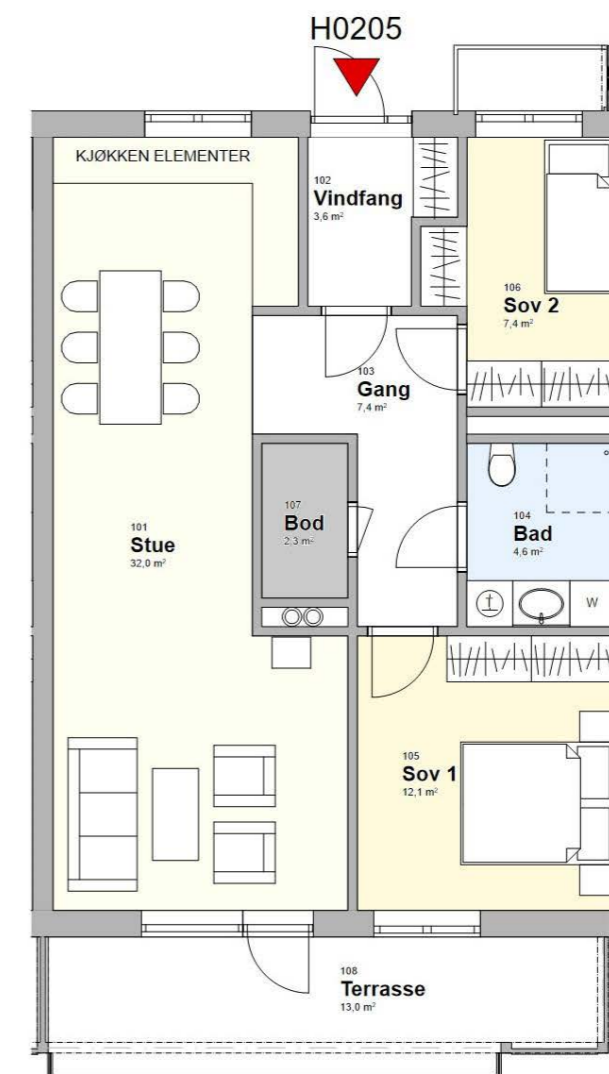 H0205
KJØKKEN ELEMENTER
102
Vindfang
3,6 m²
106
Sov 2
7,4 m²
103
Gang
7,4 m²
107
Bod
2,3 m²
101
Stue
32,0 m²
104
Bad
4,6 m²
W
105
Sov 1
12,1 m²
108
Terrasse
13,0 m²